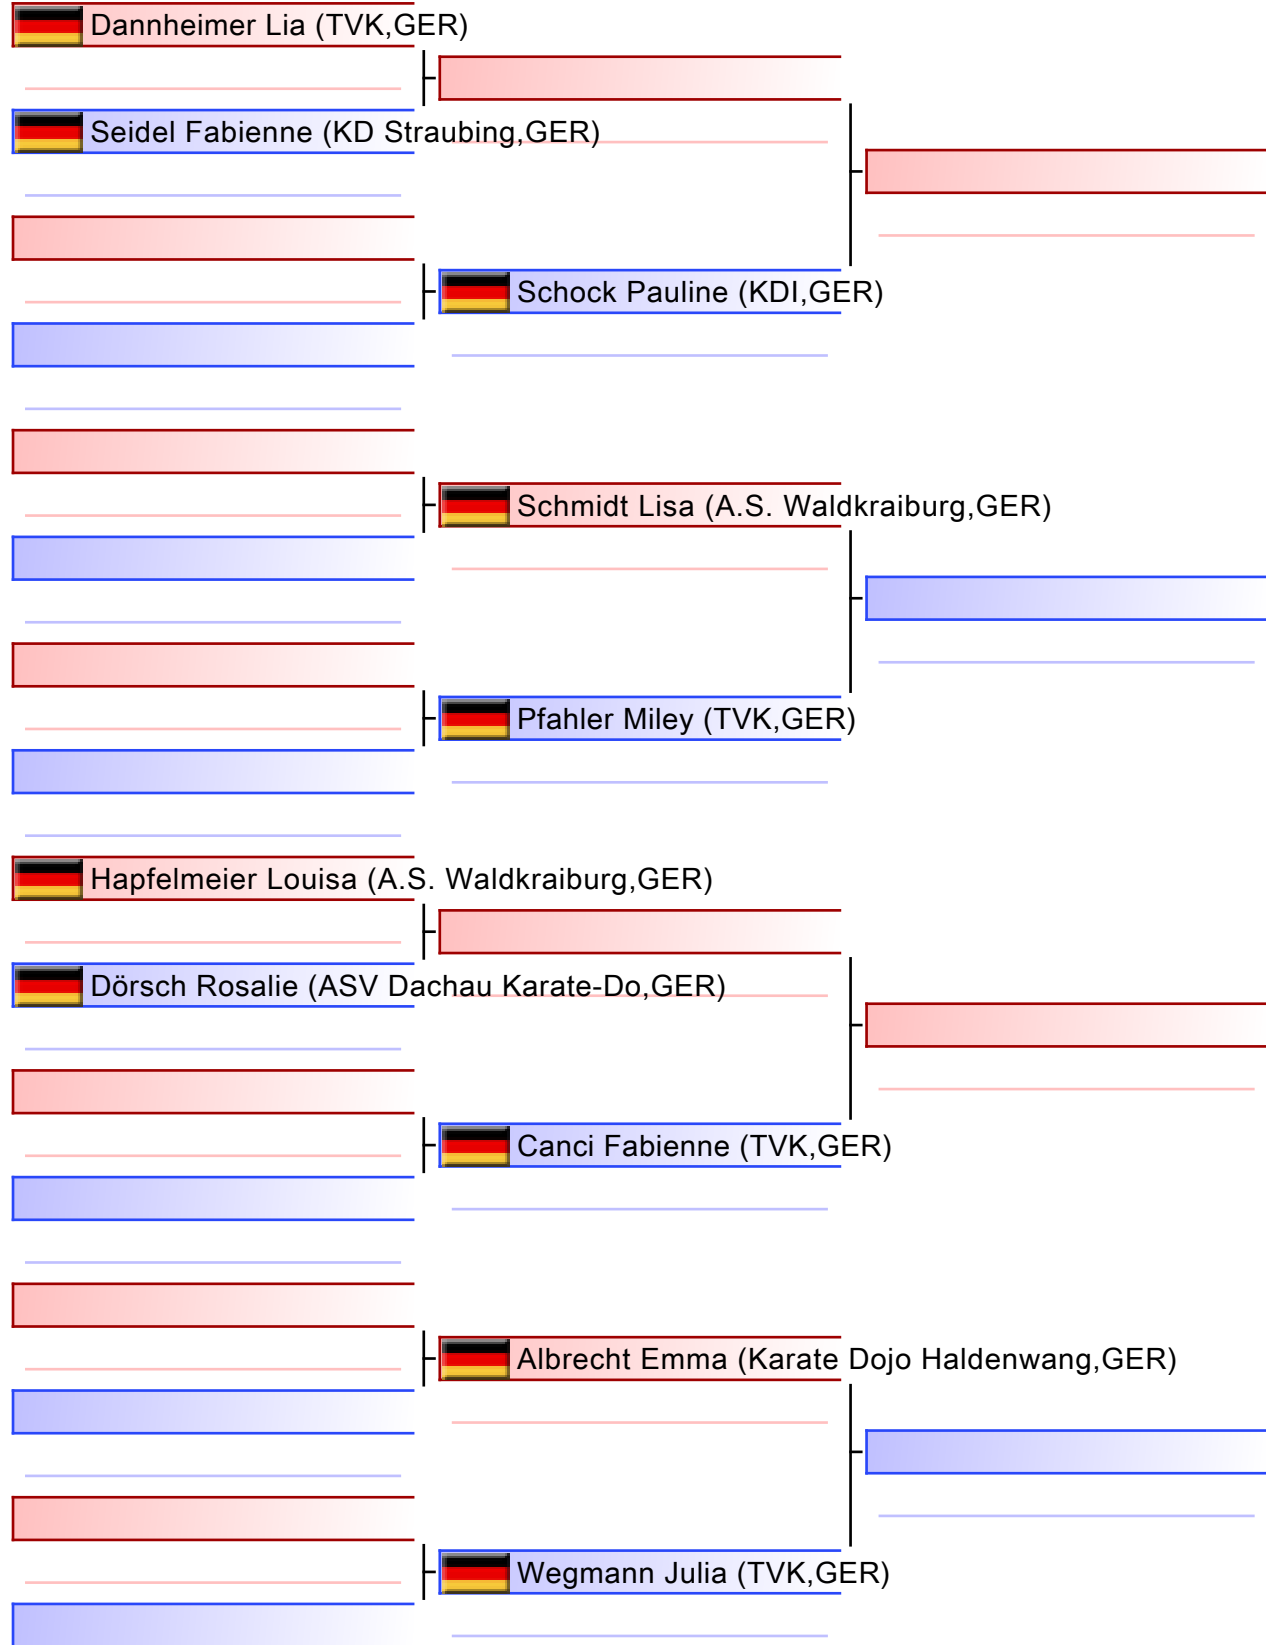 Dannheimer Lia (TVK,GER)
Seidel Fabienne (KD Straubing,GER)
Schock Pauline (KDI,GER)
Schmidt Lisa (A.S. Waldkraiburg,GER)
Pfahler Miley (TVK,GER)
Hapfelmeier Louisa (A.S. Waldkraiburg,GER)
Dörsch Rosalie (ASV Dachau Karate-Do,GER)
Canci Fabienne (TVK,GER)
Albrecht Emma (Karate Dojo Haldenwang,GER)
Wegmann Julia (TVK,GER)